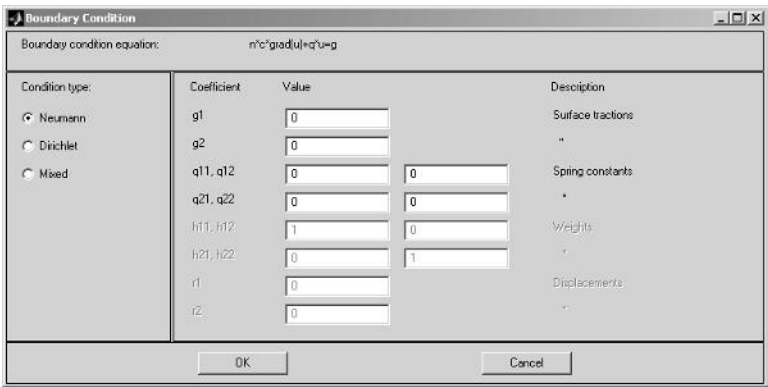 Boundary Condition
Boundary condition equation: n*c*grad(u)+q*u=g
Condition type: Coefficient Value Description
Neumann g1 0 Surface tractions
Dirichlet g2 0 "
Mixed q11, q12 0 0 Spring constants
q21, q22 0 0 "
h11, h12 1 0 Weights
h21, h22 0 1 "
r1 0 Displacements
r2 0 "
OK Cancel